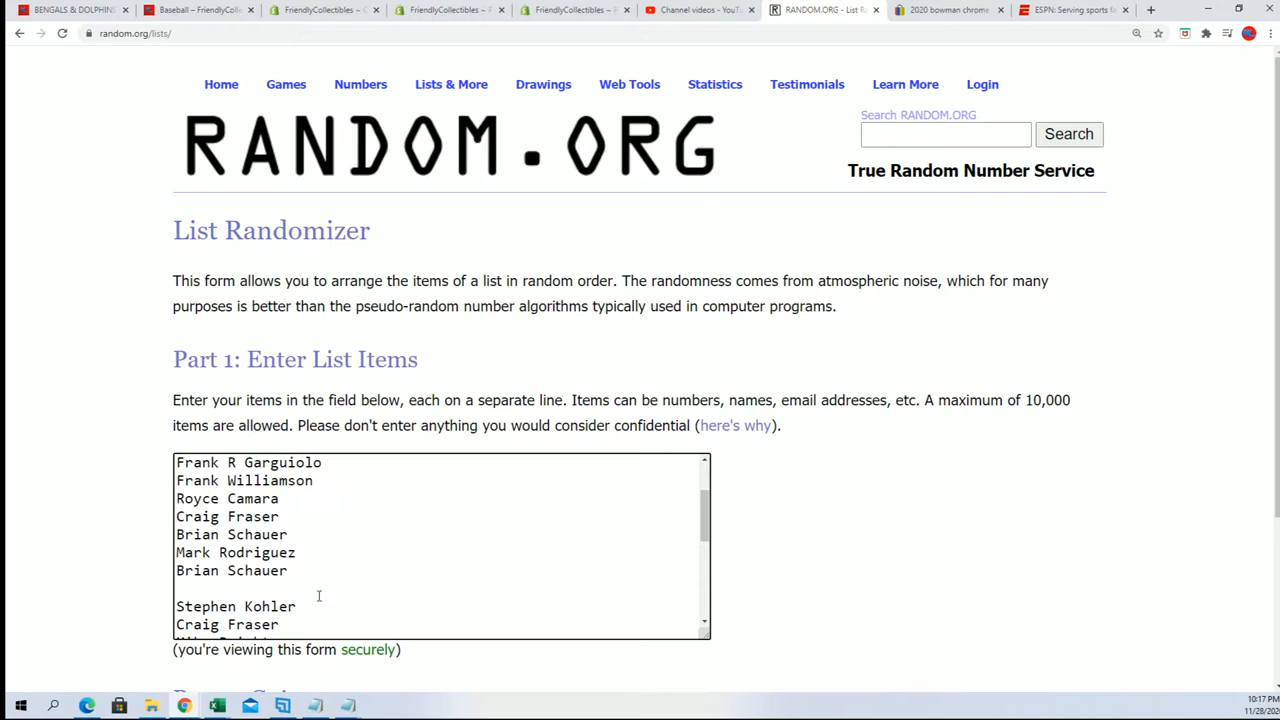 BENGALS & DOLPHINS
Baseball – FriendlyColle
FriendlyCollectibles ~ C
FriendlyCollectibles ~ P
FriendlyCollectibles ~ P
Channel videos - YouTu
RANDOM.ORG - List R
2020 bowman chrome
ESPN: Serving sports f
random.org/lists/
Home Games Numbers Lists & More Drawings Web Tools Statistics Testimonials Learn More Login
RANDOM.ORG
Search RANDOM.ORG
Search
True Random Number Service
List Randomizer
This form allows you to arrange the items of a list in random order. The randomness comes from atmospheric noise, which for many
purposes is better than the pseudo-random number algorithms typically used in computer programs.
Part 1: Enter List Items
Enter your items in the field below, each on a separate line. Items can be numbers, names, email addresses, etc. A maximum of 10,000
items are allowed. Please don't enter anything you would consider confidential (here's why).
Frank R Garguiolo
Frank Williamson
Royce Camara
Craig Fraser
Brian Schauer
Mark Rodriguez
Brian Schauer
Stephen Kohler
Craig Fraser
(you're viewing this form securely)
10:17 PM
11/28/20